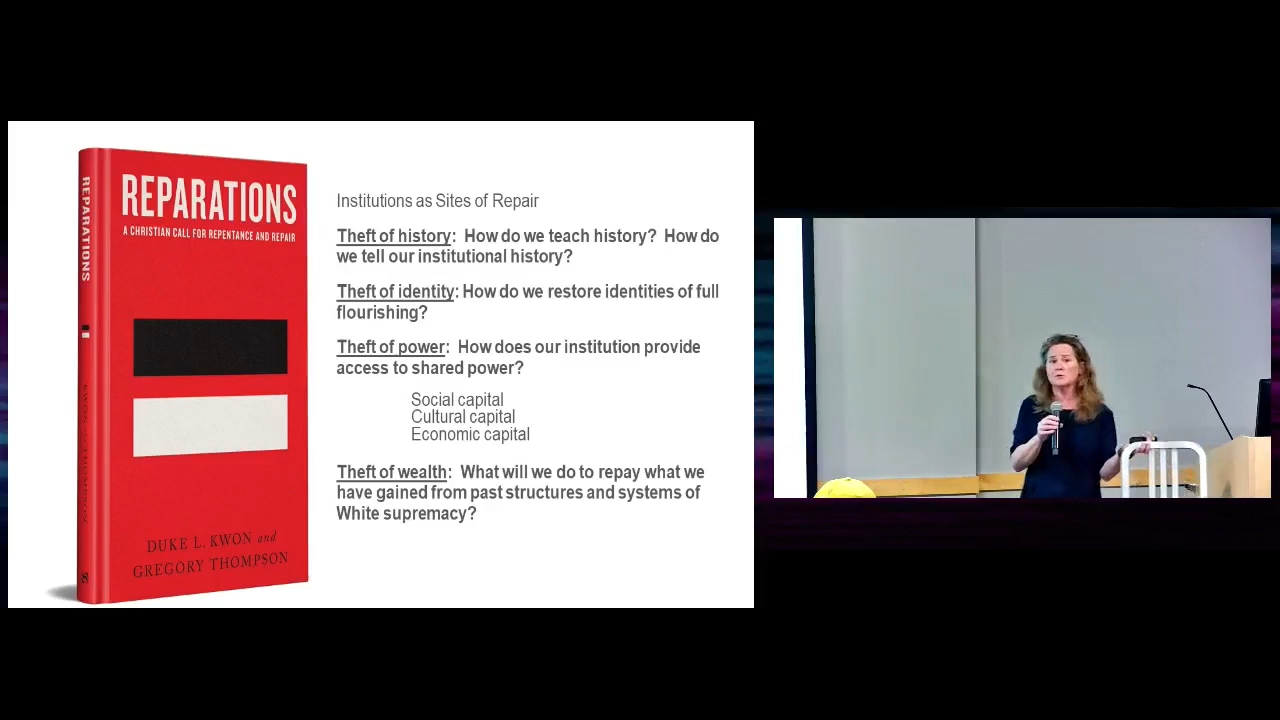 REPARATIONS
REPARATIONS
A CHRISTIAN CALL FOR REPENTANCE AND REPAIR
DUKE L. KWON and
GREGORY THOMPSON
Institutions as Sites of Repair
Theft of history:  How do we teach history?  How do
we tell our institutional history?
Theft of identity: How do we restore identities of full
flourishing?
Theft of power:  How does our institution provide
access to shared power?
Social capital
Cultural capital
Economic capital
Theft of wealth:  What will we do to repay what we
have gained from past structures and systems of
White supremacy?